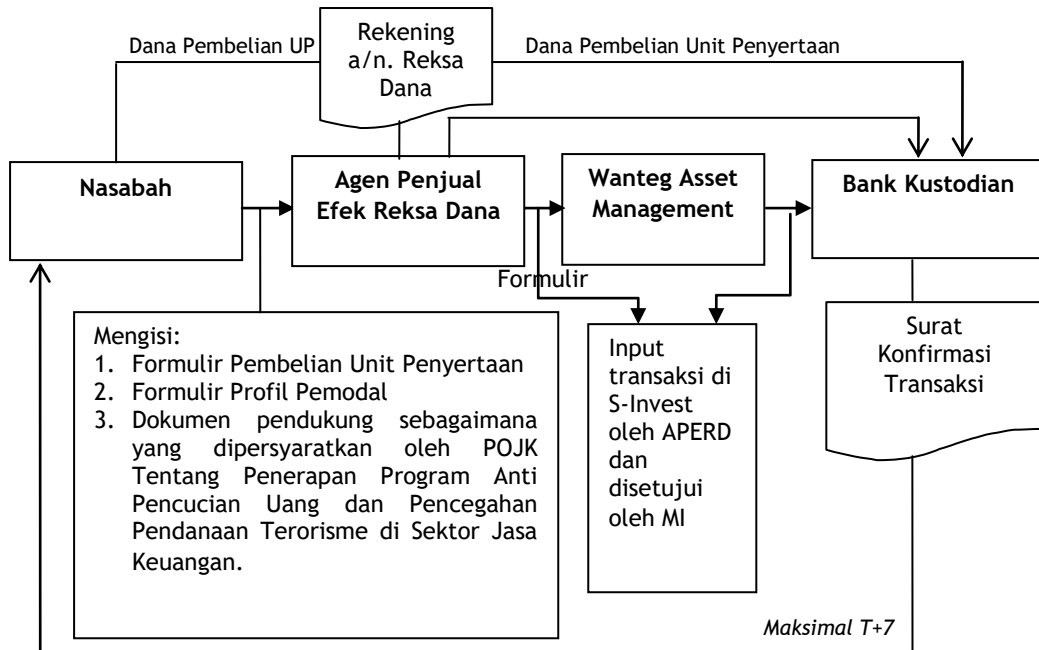 Dana Pembelian UP
Rekening
a/n. Reksa
Dana
Dana Pembelian Unit Penyertaan
Nasabah
Agen Penjual
Efek Reksa Dana
Wanteg Asset
Management
Bank Kustodian
Formulir
Mengisi:
1. Formulir Pembelian Unit Penyertaan
2. Formulir Profil Pemodal
3. Dokumen pendukung sebagaimana
yang dipersyaratkan oleh POJK
Tentang Penerapan Program Anti
Pencucian Uang dan Pencegahan
Pendanaan Terorisme di Sektor Jasa
Keuangan.
Input
transaksi di
S-Invest
oleh APERD
dan
disetujui
oleh MI
Surat
Konfirmasi
Transaksi
Maksimal T+7